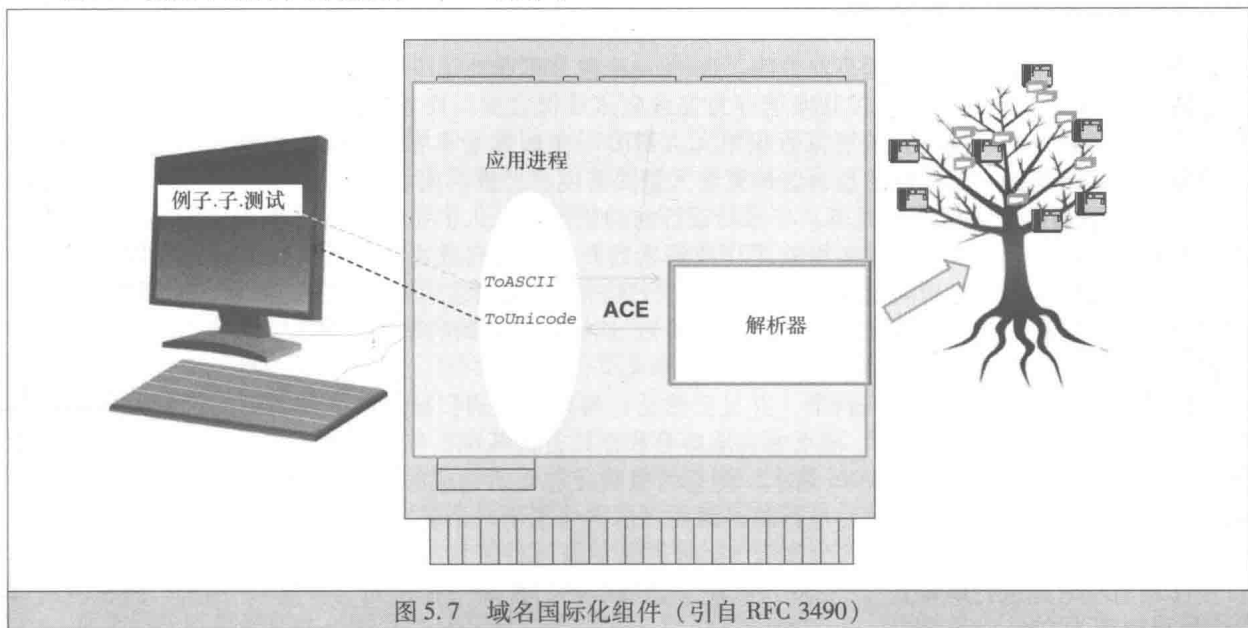 应用进程
例子.子.测试
ToASCII
ToUnicode
ACE
解析器
图 5.7 域名国际化组件（引自 RFC 3490）